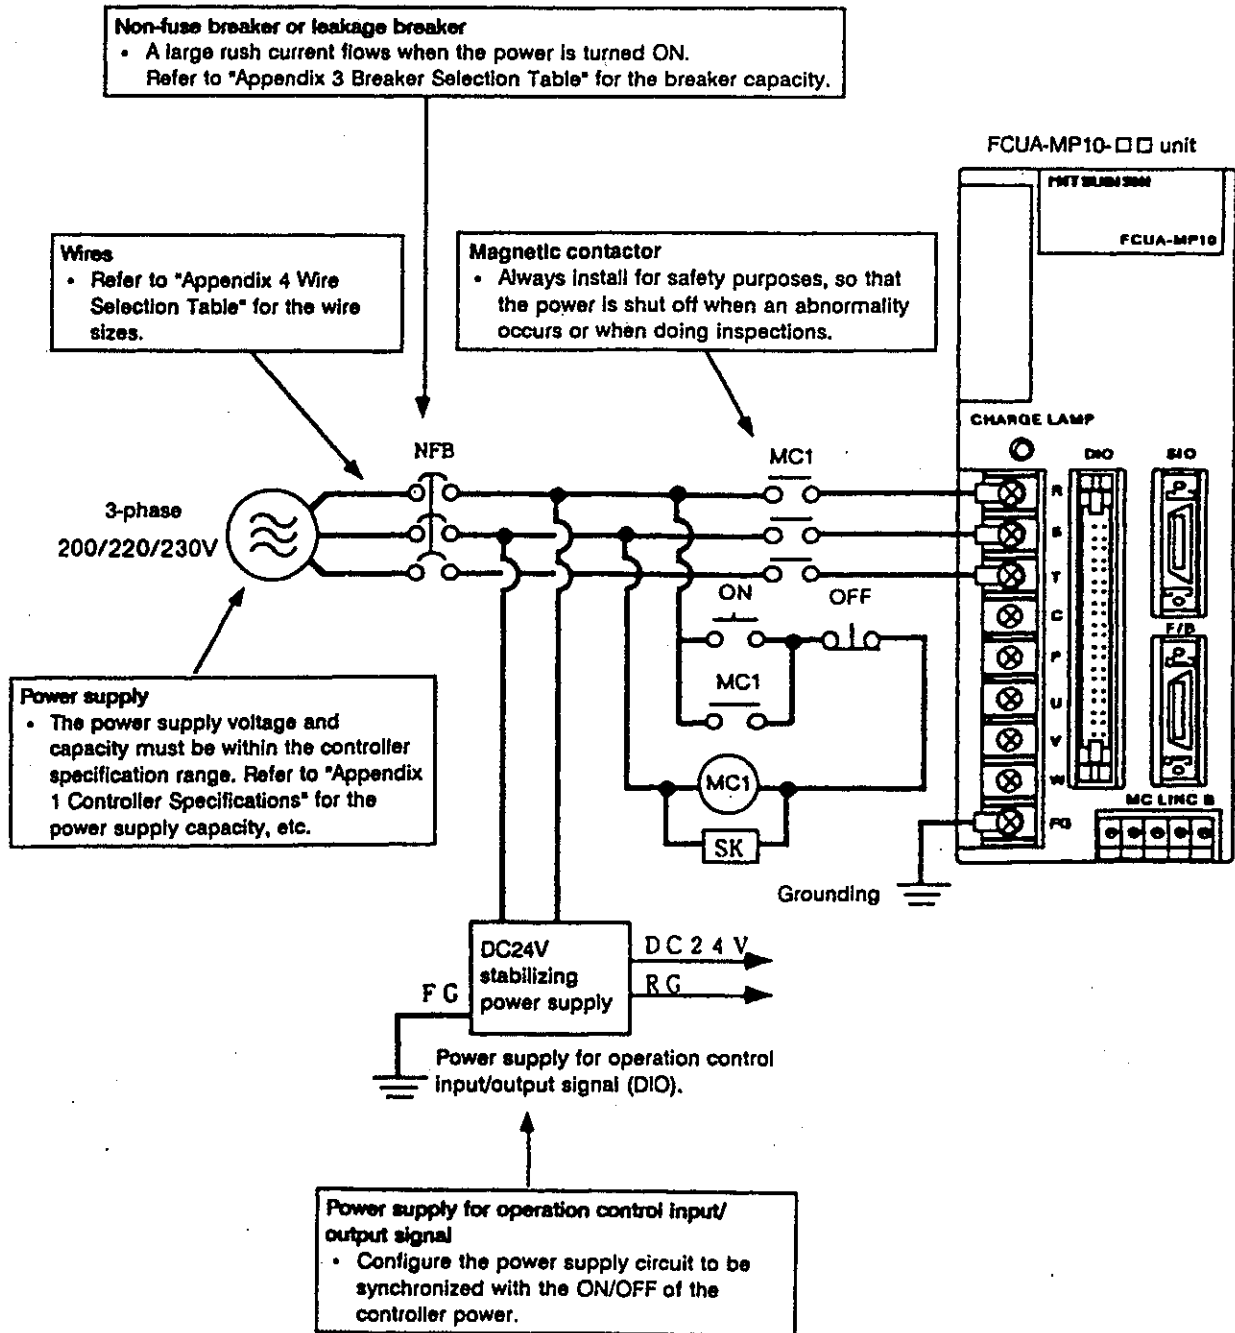 Non-fuse breaker or leakage breaker
• A large rush current flows when the power is turned ON.
Refer to "Appendix 3 Breaker Selection Table" for the breaker capacity.
FCUA-MP10-□□ unit
MITSUBISHI
FCUA-MP10
Wires
• Refer to "Appendix 4 Wire
Selection Table" for the wire
sizes.
Magnetic contactor
• Always install for safety purposes, so that
the power is shut off when an abnormality
occurs or when doing inspections.
CHARGE LAMP
NFB
MC1
DIO
SIO
3-phase
200/220/230V
R
S
T
ON
OFF
C
F/B
P
MC1
U
V
Power supply
• The power supply voltage and
capacity must be within the controller
specification range. Refer to "Appendix
1 Controller Specifications" for the
power supply capacity, etc.
MC1
W
MC LINC B
FG
SK
Grounding
DC24V
stabilizing
power supply
DC24V
RG
FG
Power supply for operation control
input/output signal (DIO).
Power supply for operation control input/
output signal
• Configure the power supply circuit to be
synchronized with the ON/OFF of the
controller power.